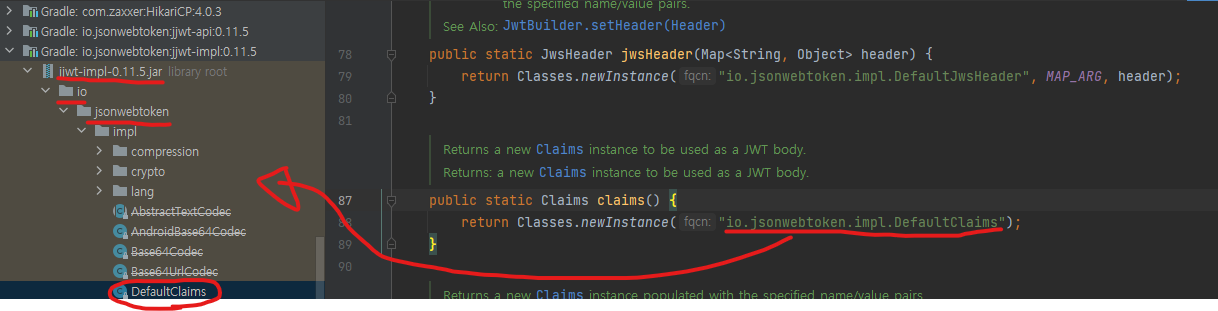 Gradle: com.zaxxer:HikariCP:4.0.3
Gradle: io.jsonwebtoken:jjwt-api:0.11.5
Gradle: io.jsonwebtoken:jjwt-impl:0.11.5
jjwt-impl-0.11.5.jar library root
io
jsonwebtoken
impl
compression
crypto
lang
AbstractTextCodec
AndroidBase64Codec
Base64Codec
Base64UrlCodec
DefaultClaims
the specified name/value pairs.
See Also: JwtBuilder.setHeader(Header)
78 public static JwsHeader jwsHeader(Map<String, Object> header) {
79 return Classes.newInstance( fqcn: "io.jsonwebtoken.impl.DefaultJwsHeader", MAP_ARG, header);
80 }
81
Returns a new Claims instance to be used as a JWT body.
Returns: a new Claims instance to be used as a JWT body.
87 public static Claims claims() {
88 return Classes.newInstance( fqcn: "io.jsonwebtoken.impl.DefaultClaims");
89 }
90
Returns a new Claims instance populated with the specified name/value pairs